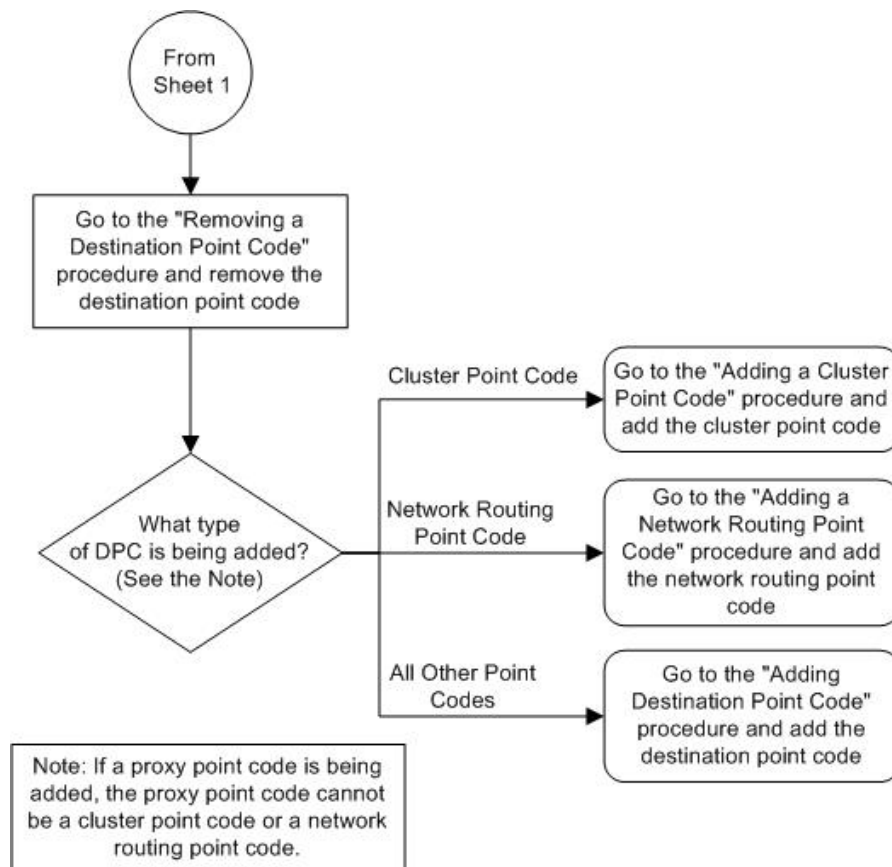 From
Sheet 1
Go to the "Removing a
Destination Point Code"
procedure and remove the
destination point code
What type
of DPC is being added?
(See the Note)
Cluster Point Code
Go to the "Adding a Cluster
Point Code" procedure and
add the cluster point code
Network Routing
Point Code
Go to the "Adding a
Network Routing Point
Code" procedure and add
the network routing point
code
All Other Point
Codes
Go to the "Adding
Destination Point Code"
procedure and add the
destination point code
Note: If a proxy point code is being
added, the proxy point code cannot
be a cluster point code or a network
routing point code.